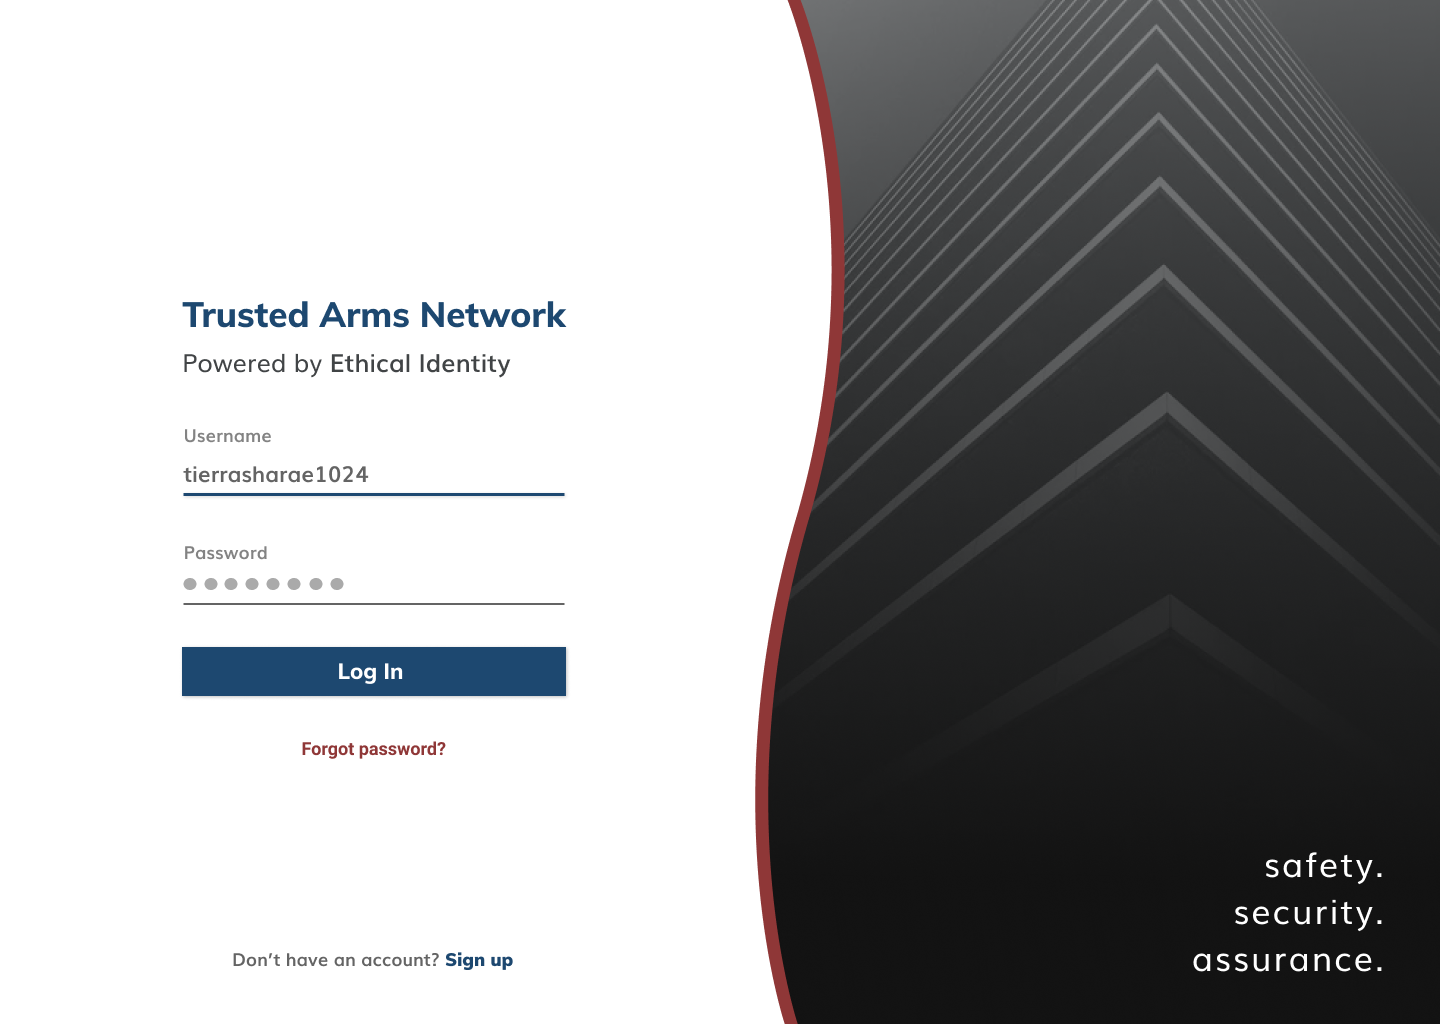 Trusted Arms Network
Powered by Ethical Identity
Username
tierrasharae1024
Password
Log In
Forgot password?
Don’t have an account? Sign up
safety.
security.
assurance.